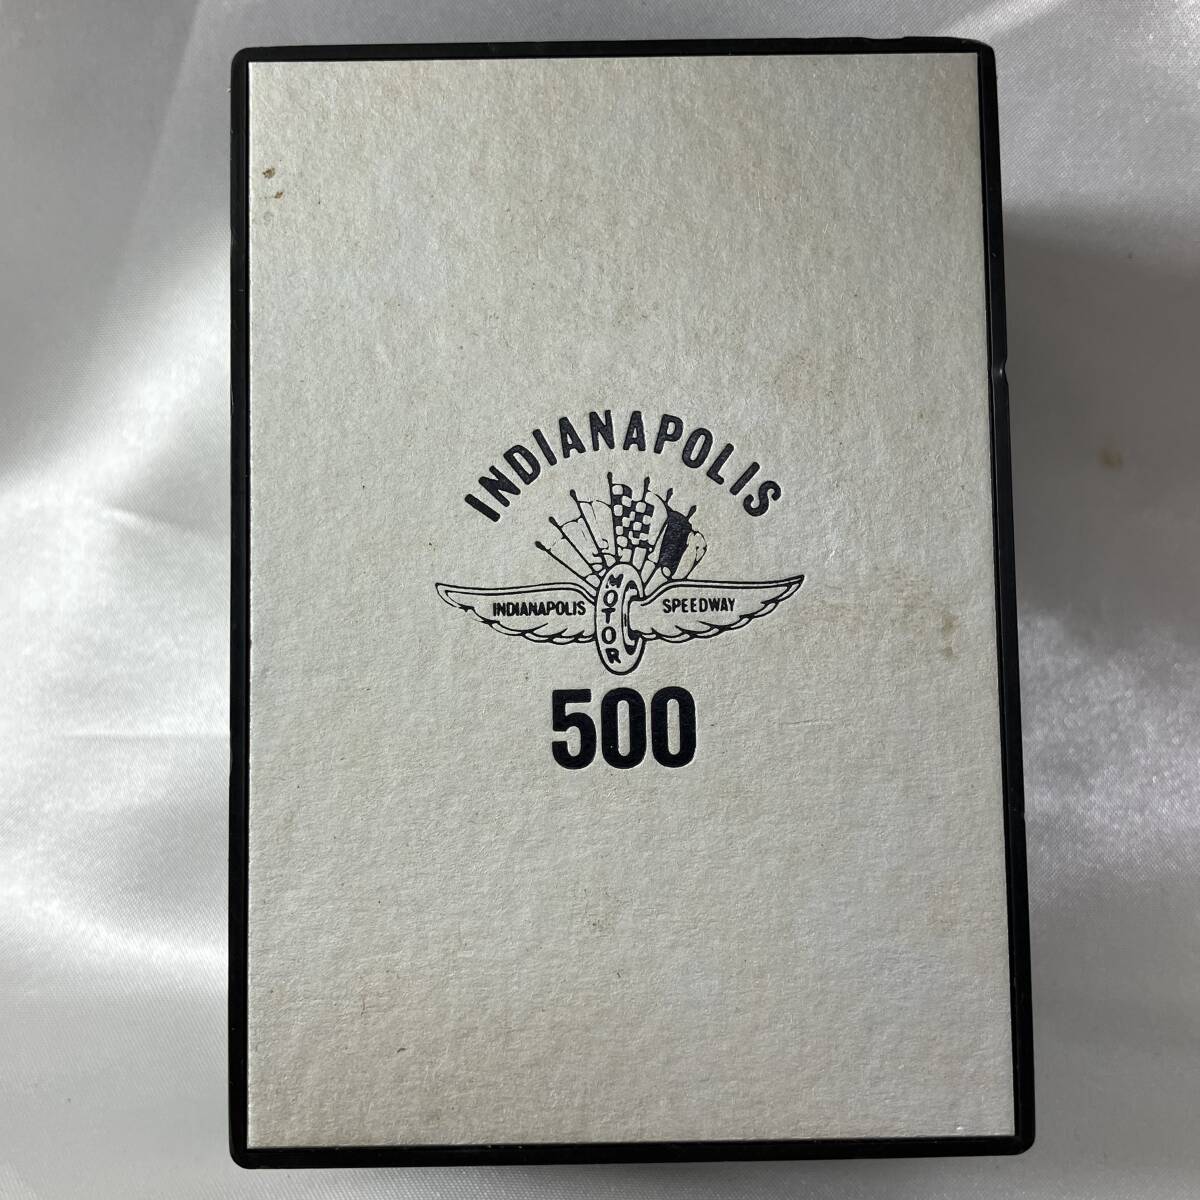 INDIANAPOLIS
INDIANAPOLIS MOTOR SPEEDWAY
500